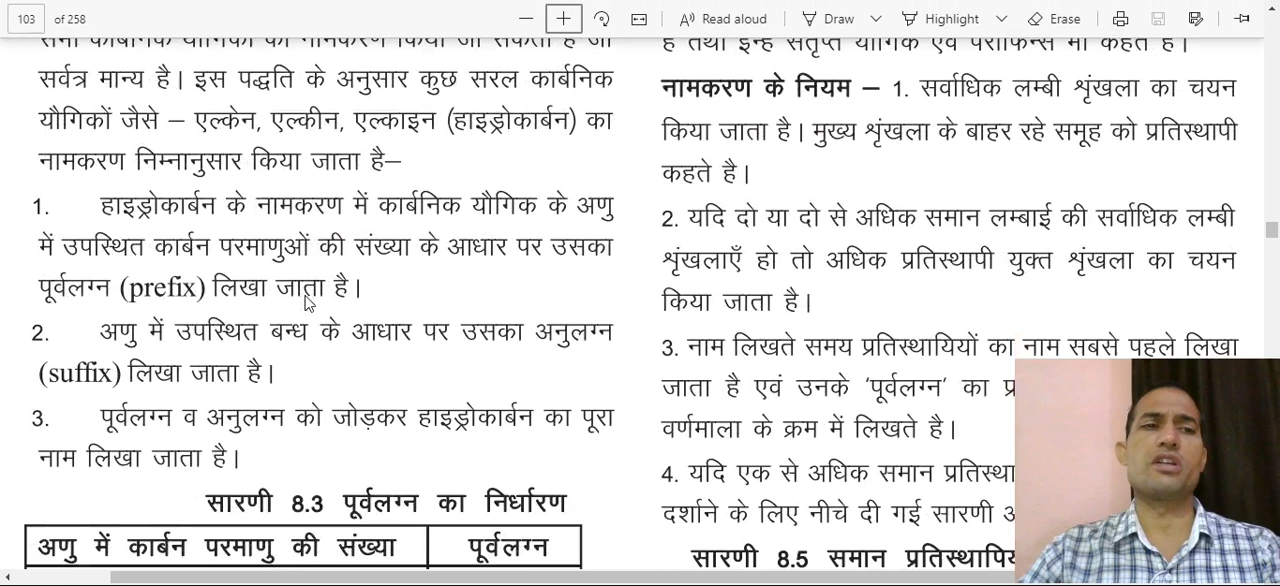 103 of 258
Read aloud
Draw
Highlight
Erase
सभी कार्बनिक यौगिकों का नामकरण किया जा सकता है जो
सर्वत्र मान्य है। इस पद्धति के अनुसार कुछ सरल कार्बनिक
यौगिकों जैसे – एल्केन, एल्कीन, एल्काइन (हाइड्रोकार्बन) का
नामकरण निम्नानुसार किया जाता है–
1. हाइड्रोकार्बन के नामकरण में कार्बनिक यौगिक के अणु
में उपस्थित कार्बन परमाणुओं की संख्या के आधार पर उसका
पूर्वलग्न (prefix) लिखा जाता है।
2. अणु में उपस्थित बन्ध के आधार पर उसका अनुलग्न
(suffix) लिखा जाता है।
3. पूर्वलग्न व अनुलग्न को जोड़कर हाइड्रोकार्बन का पूरा
नाम लिखा जाता है।
सारणी 8.3 पूर्वलग्न का निर्धारण
अणु में कार्बन परमाणु की संख्या पूर्वलग्न
है तथा इन्हें संतृप्त यौगिक एवं पैराफिन्स भी कहते है।
नामकरण के नियम – 1. सर्वाधिक लम्बी शृंखला का चयन
किया जाता है। मुख्य शृंखला के बाहर रहे समूह को प्रतिस्थापी
कहते है।
2. यदि दो या दो से अधिक समान लम्बाई की सर्वाधिक लम्बी
शृंखलाएँ हो तो अधिक प्रतिस्थापी युक्त शृंखला का चयन
किया जाता है।
3. नाम लिखते समय प्रतिस्थायियों का नाम सबसे पहले लिखा
जाता है एवं उनके 'पूर्वलग्न' का
वर्णमाला के क्रम में लिखते है।
4. यदि एक से अधिक समान
दर्शाने के लिए नीचे दी गई सारणी
सारणी 8.5 समान